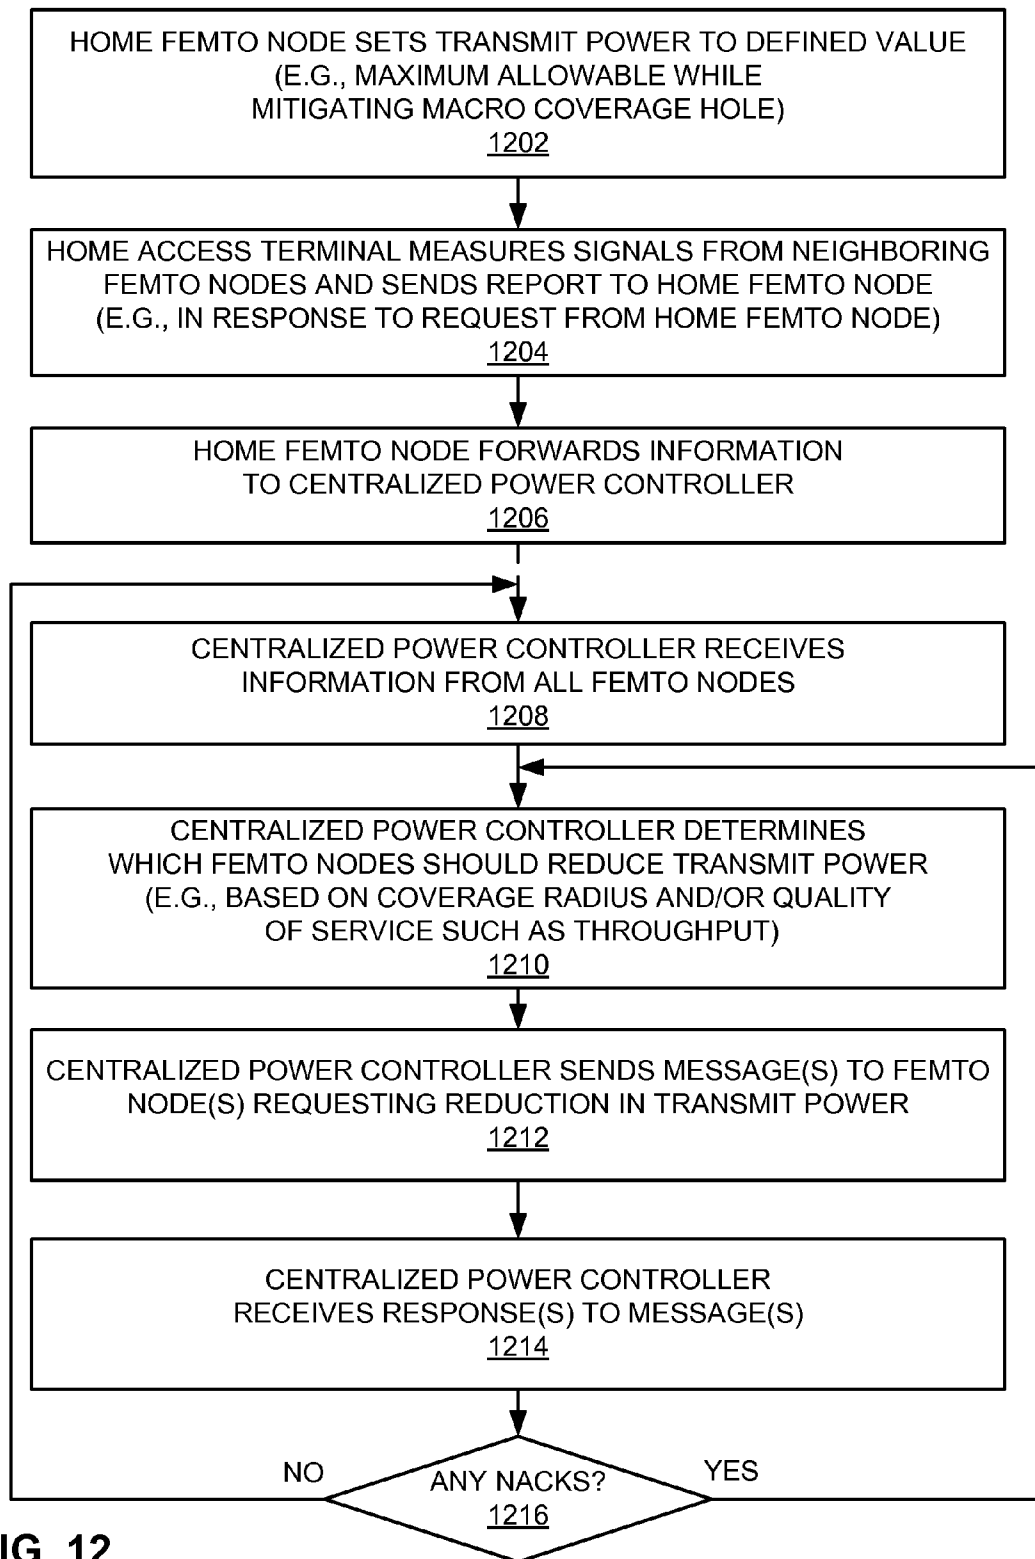 HOME FEMTO NODE SETS TRANSMIT POWER TO DEFINED VALUE
(E.G., MAXIMUM ALLOWABLE WHILE
MITIGATING MACRO COVERAGE HOLE)
1202
HOME ACCESS TERMINAL MEASURES SIGNALS FROM NEIGHBORING
FEMTO NODES AND SENDS REPORT TO HOME FEMTO NODE
(E.G., IN RESPONSE TO REQUEST FROM HOME FEMTO NODE)
1204
HOME FEMTO NODE FORWARDS INFORMATION
TO CENTRALIZED POWER CONTROLLER
1206
CENTRALIZED POWER CONTROLLER RECEIVES
INFORMATION FROM ALL FEMTO NODES
1208
CENTRALIZED POWER CONTROLLER DETERMINES
WHICH FEMTO NODES SHOULD REDUCE TRANSMIT POWER
(E.G., BASED ON COVERAGE RADIUS AND/OR QUALITY
OF SERVICE SUCH AS THROUGHPUT)
1210
CENTRALIZED POWER CONTROLLER SENDS MESSAGE(S) TO FEMTO
NODE(S) REQUESTING REDUCTION IN TRANSMIT POWER
1212
CENTRALIZED POWER CONTROLLER
RECEIVES RESPONSE(S) TO MESSAGE(S)
1214
NO
ANY NACKS?
YES
1216
IG. 12